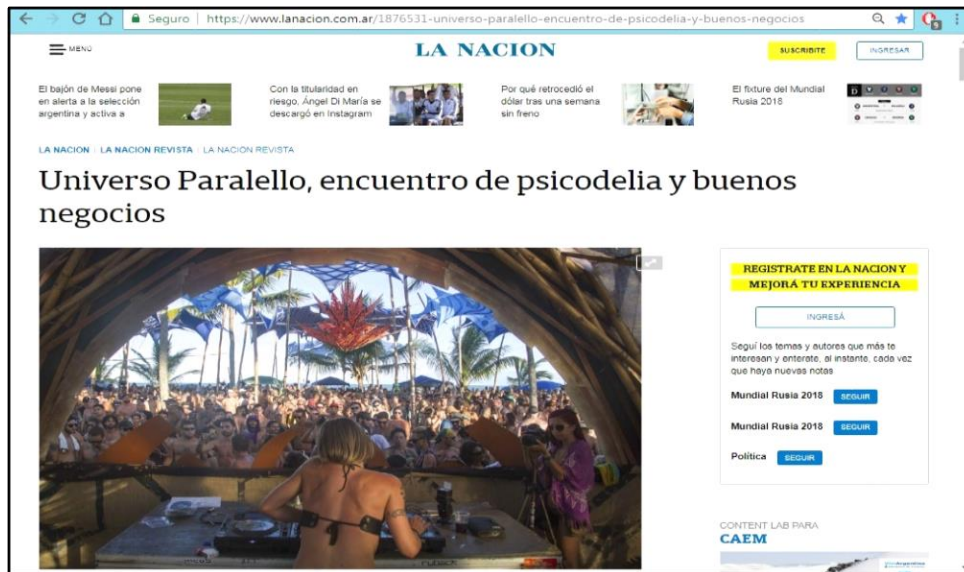 Seguro | https://www.lanacion.com.ar/1876531-universo-paralello-encuentro-de-psicodelia-y-buenos-negocios
MENÚ
LA NACION
SUSCRIBITE
INGRESAR
El bajón de Messi pone
en alerta a la selección
argentina y activa a
Con la titularidad en
riesgo, Ángel Di María se
descargó en Instagram
Por qué retrocedió el
dólar tras una semana
sin freno
El fixture del Mundial
Rusia 2018
LA NACION | LA NACION REVISTA | LA NACION REVISTA
Universo Paralello, encuentro de psicodelia y buenos
negocios
REGISTRATE EN LA NACION Y
MEJORÁ TU EXPERIENCIA
INGRESÁ
Seguí los temas y autores que más te
interesan y enterate, al instante, cada vez
que haya nuevas notas
Mundial Rusia 2018 SEGUIR
Mundial Rusia 2018 SEGUIR
Política SEGUIR
CONTENT LAB PARA
CAEM